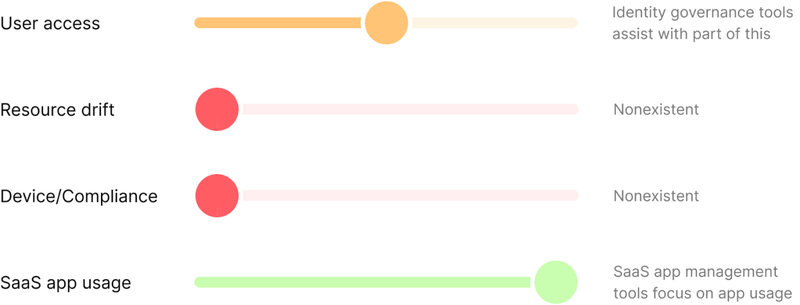 User access
Identity governance tools
assist with part of this
Resource drift
Nonexistent
Device/Compliance
Nonexistent
SaaS app usage
SaaS app management
tools focus on app usage